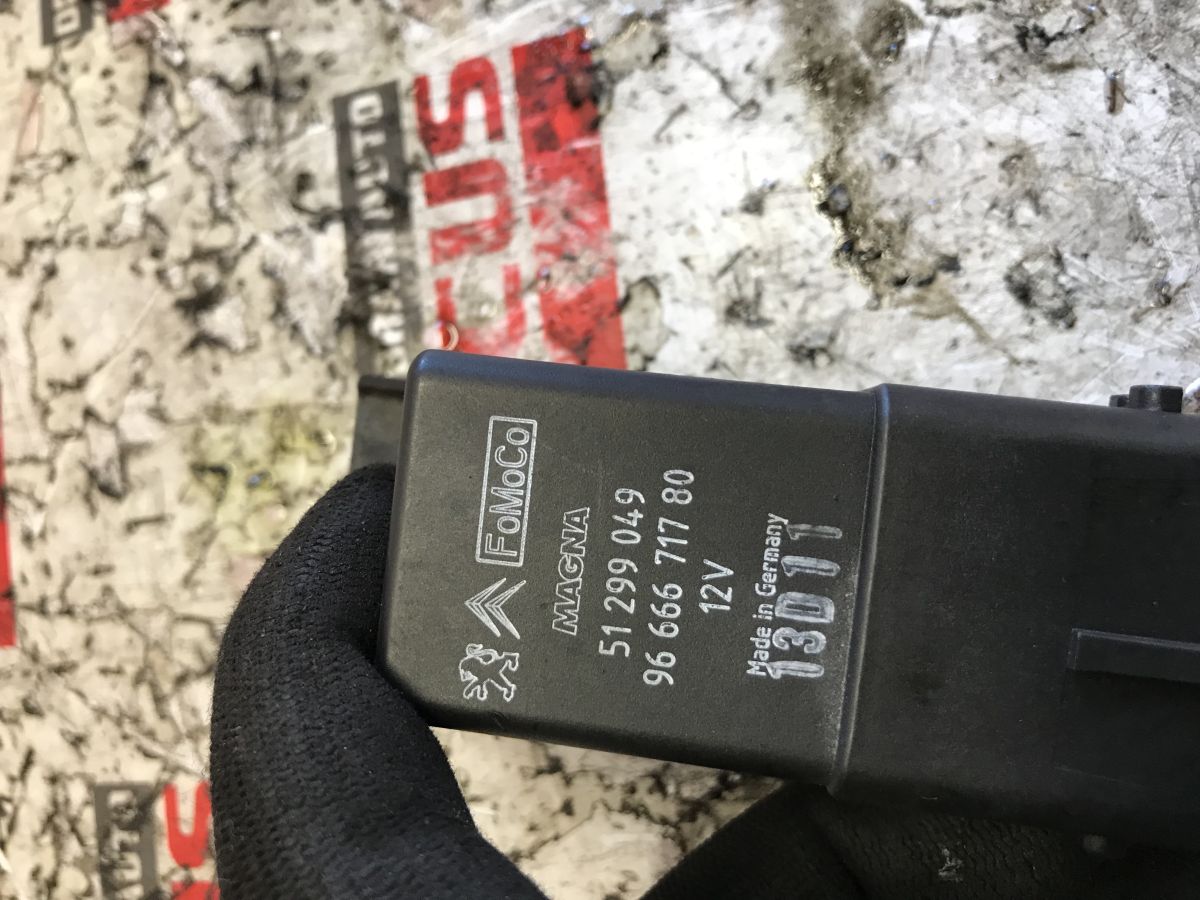 FoMoCo
MAGNA
51 299 049
96 666 717 80
12V
Made in Germany
13D11